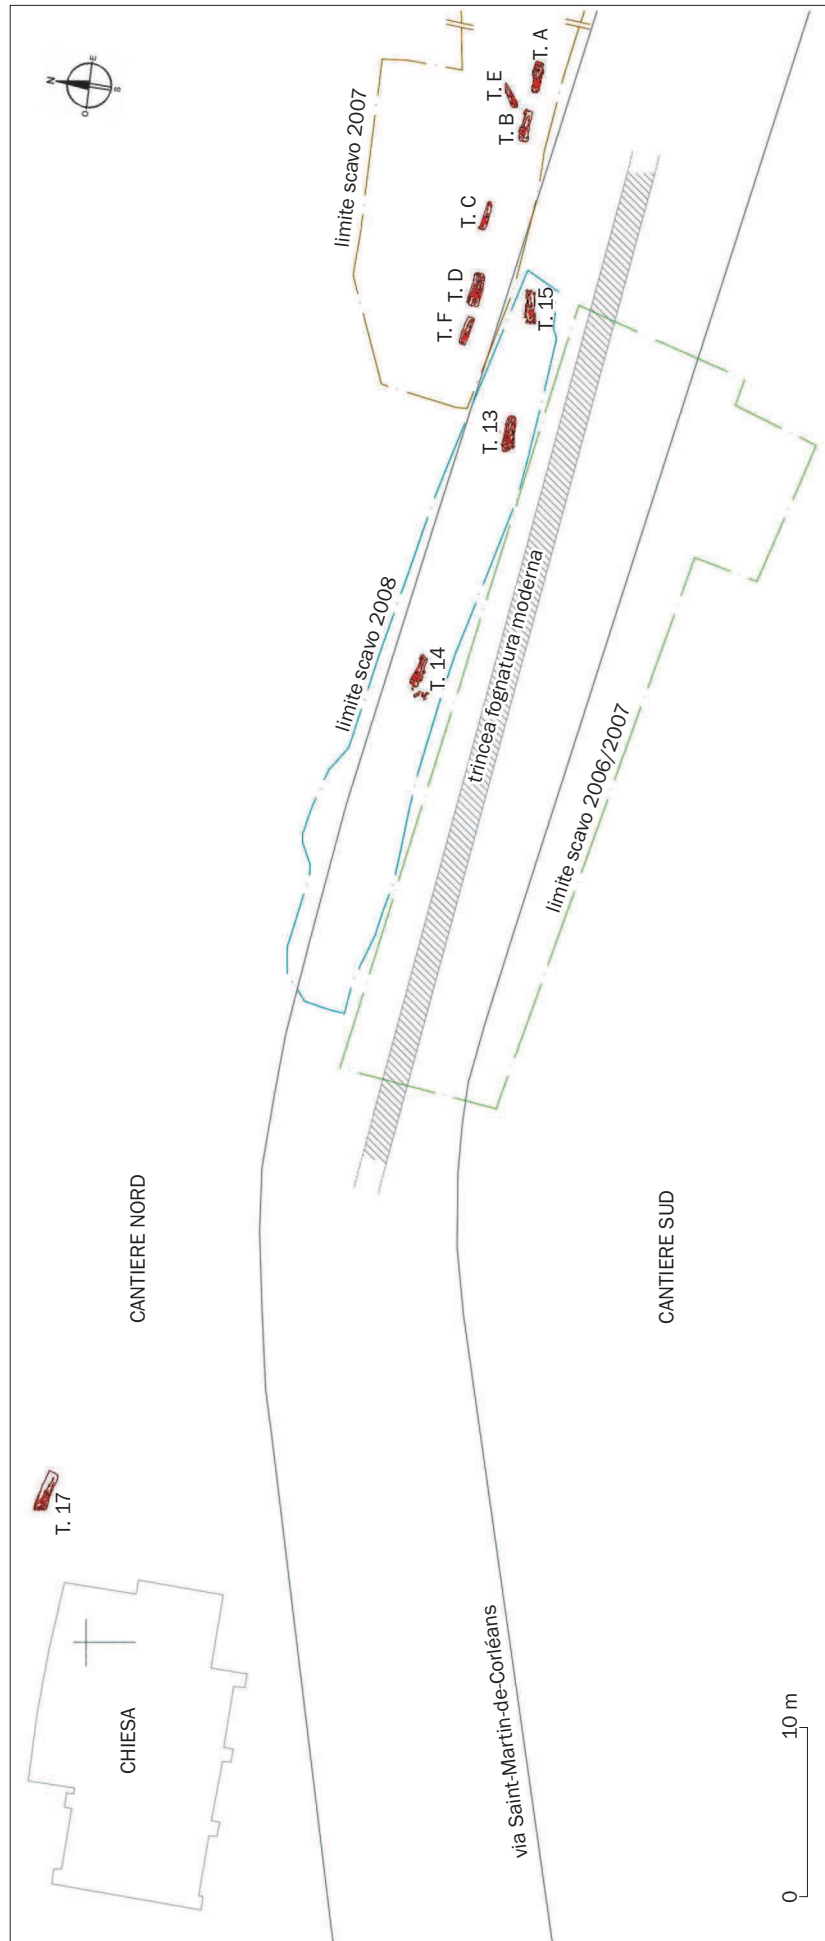 N
E
S
O
limite scavo 2007
T. A
T. E
T. B
T. C
T. D
T. F
T. 15
T. 13
T. 14
limite scavo 2008
trincea fognatura moderna
limite scavo 2006/2007
CANTIERE NORD
CANTIERE SUD
T. 17
CHIESA
via Saint-Martin-de-Corléans
0
10 m